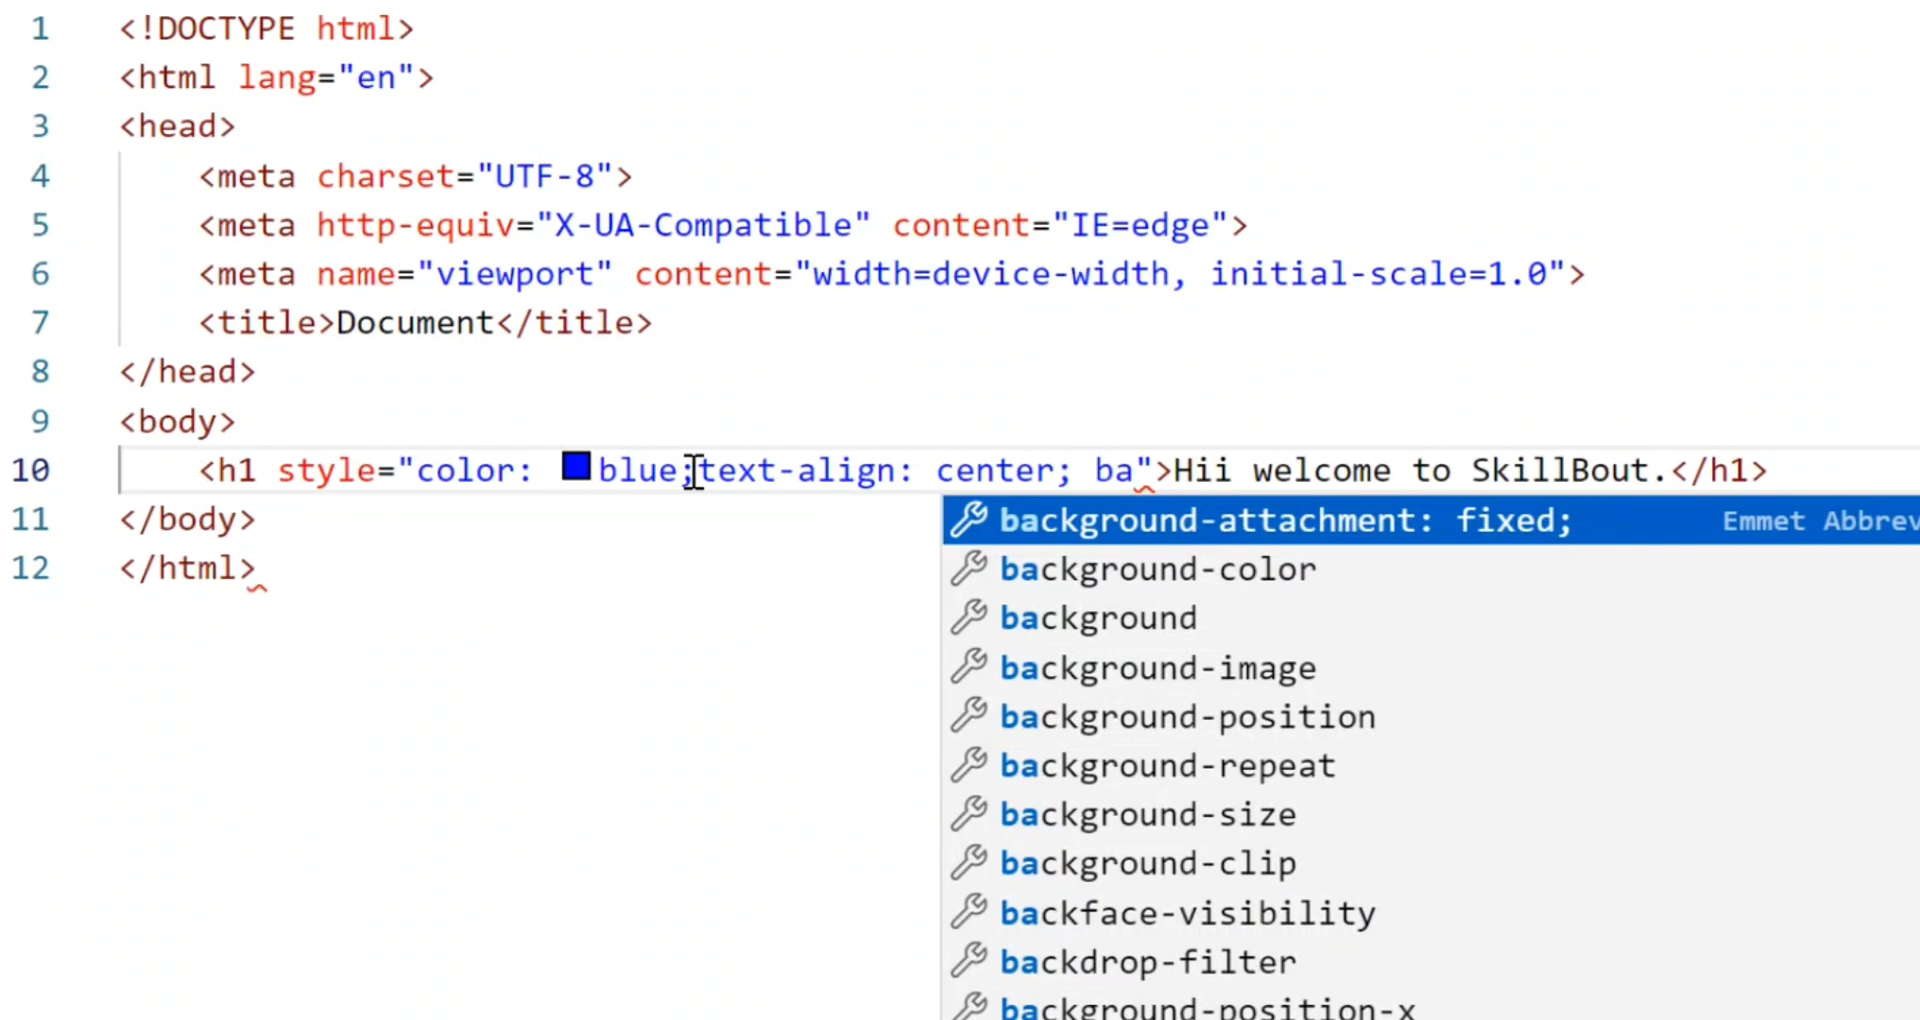 1 <!DOCTYPE html>
2 <html lang="en">
3 <head>
4 <meta charset="UTF-8">
5 <meta http-equiv="X-UA-Compatible" content="IE=edge">
6 <meta name="viewport" content="width=device-width, initial-scale=1.0">
7 <title>Document</title>
8 </head>
9 <body>
10 <h1 style="color: blue;text-align: center; ba">Hii welcome to SkillBout.</h1>
11 </body>
12 </html>
background-attachment: fixed; Emmet Abbrev
background-color
background
background-image
background-position
background-repeat
background-size
background-clip
backface-visibility
backdrop-filter
background-position-x